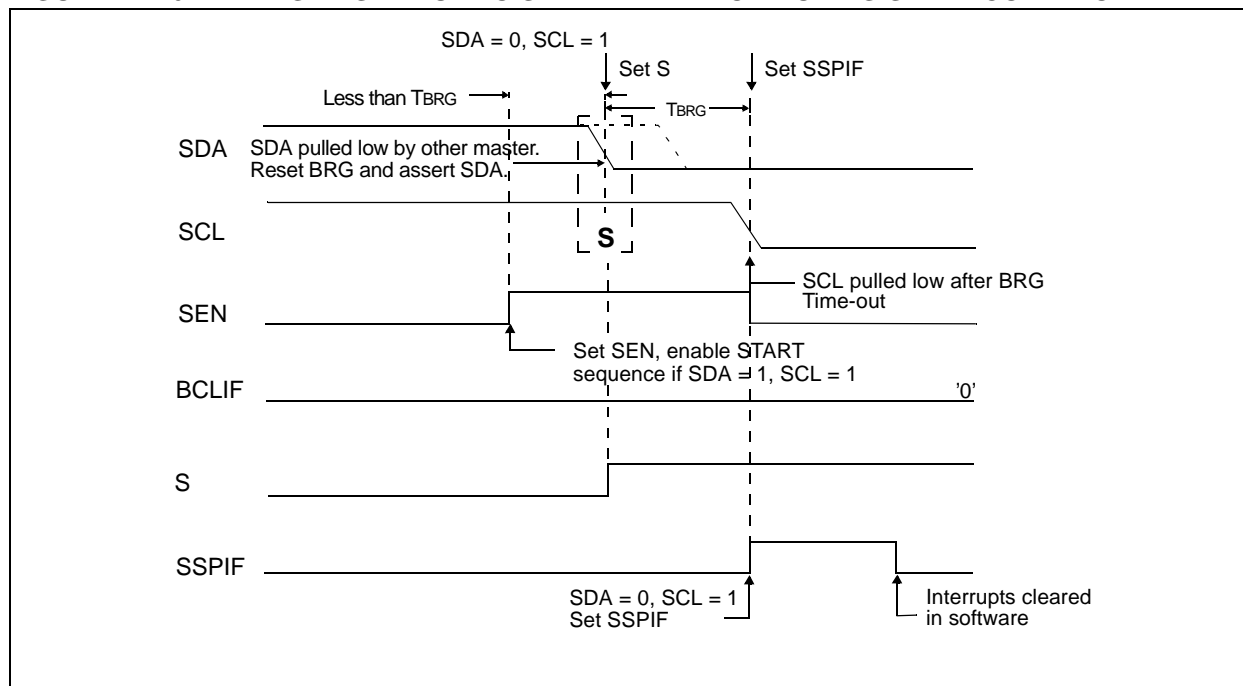 SDA = 0, SCL = 1
Set S
Set SSPIF
Less than TBRG
TBRG
SDA
SDA pulled low by other master.
Reset BRG and assert SDA.
SCL
S
SCL pulled low after BRG
Time-out
SEN
Set SEN, enable START
sequence if SDA = 1, SCL = 1
BCLIF
'0'
S
SSPIF
SDA = 0, SCL = 1
Set SSPIF
Interrupts cleared
in software